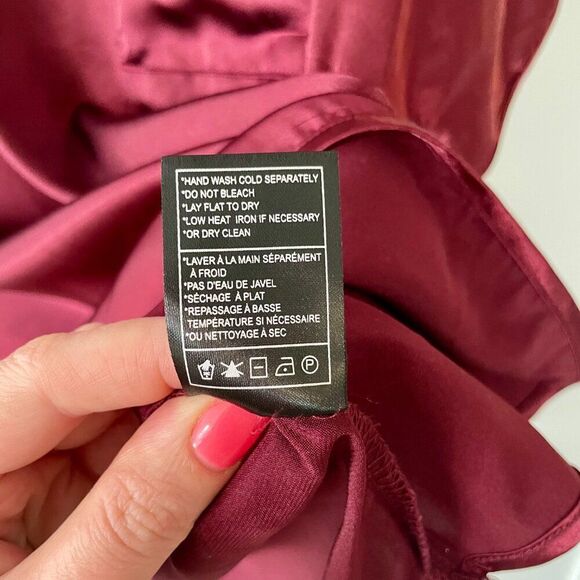 *HAND WASH COLD SEPARATELY
*DO NOT BLEACH
*LAY FLAT TO DRY
*LOW HEAT IRON IF NECESSARY
*OR DRY CLEAN
*LAVER À LA MAIN SÉPARÉMENT
À FROID
*PAS D'EAU DE JAVEL
*SÉCHAGE À PLAT
*REPASSAGE À BASSE
TEMPÉRATURE SI NÉCESSAIRE
*OU NETTOYAGE À SEC
P